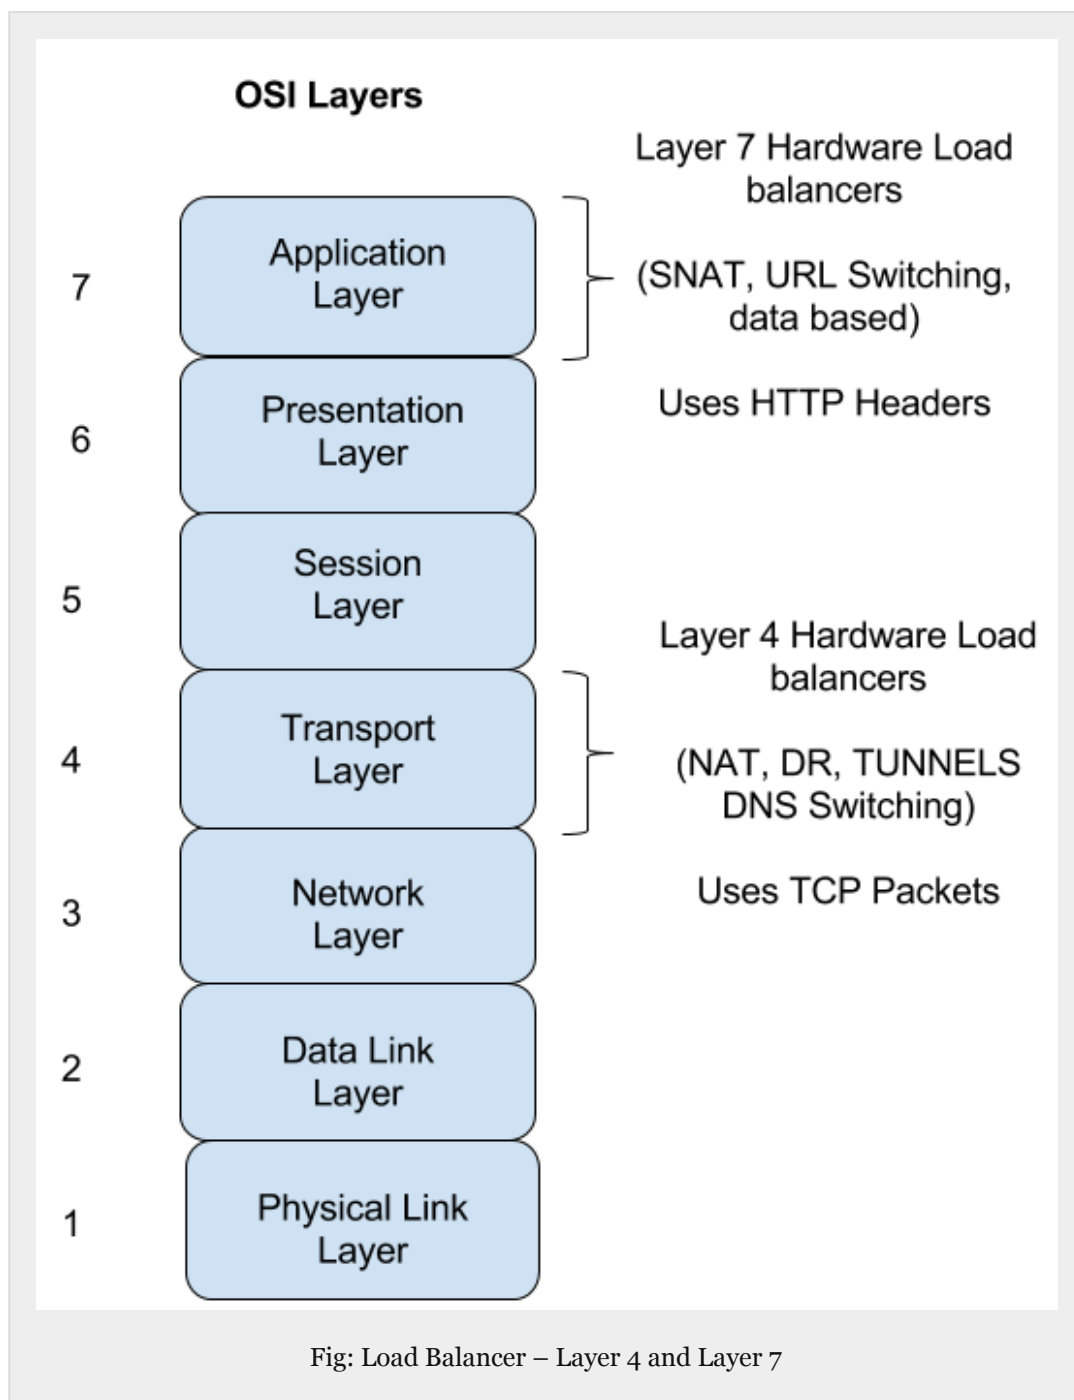 OSI Layers
Layer 7 Hardware Load
balancers
7
Application
Layer
(SNAT, URL Switching,
data based)
Uses HTTP Headers
6
Presentation
Layer
5
Session
Layer
Layer 4 Hardware Load
balancers
4
Transport
Layer
(NAT, DR, TUNNELS
DNS Switching)
Uses TCP Packets
3
Network
Layer
2
Data Link
Layer
1
Physical Link
Layer
Fig: Load Balancer – Layer 4 and Layer 7